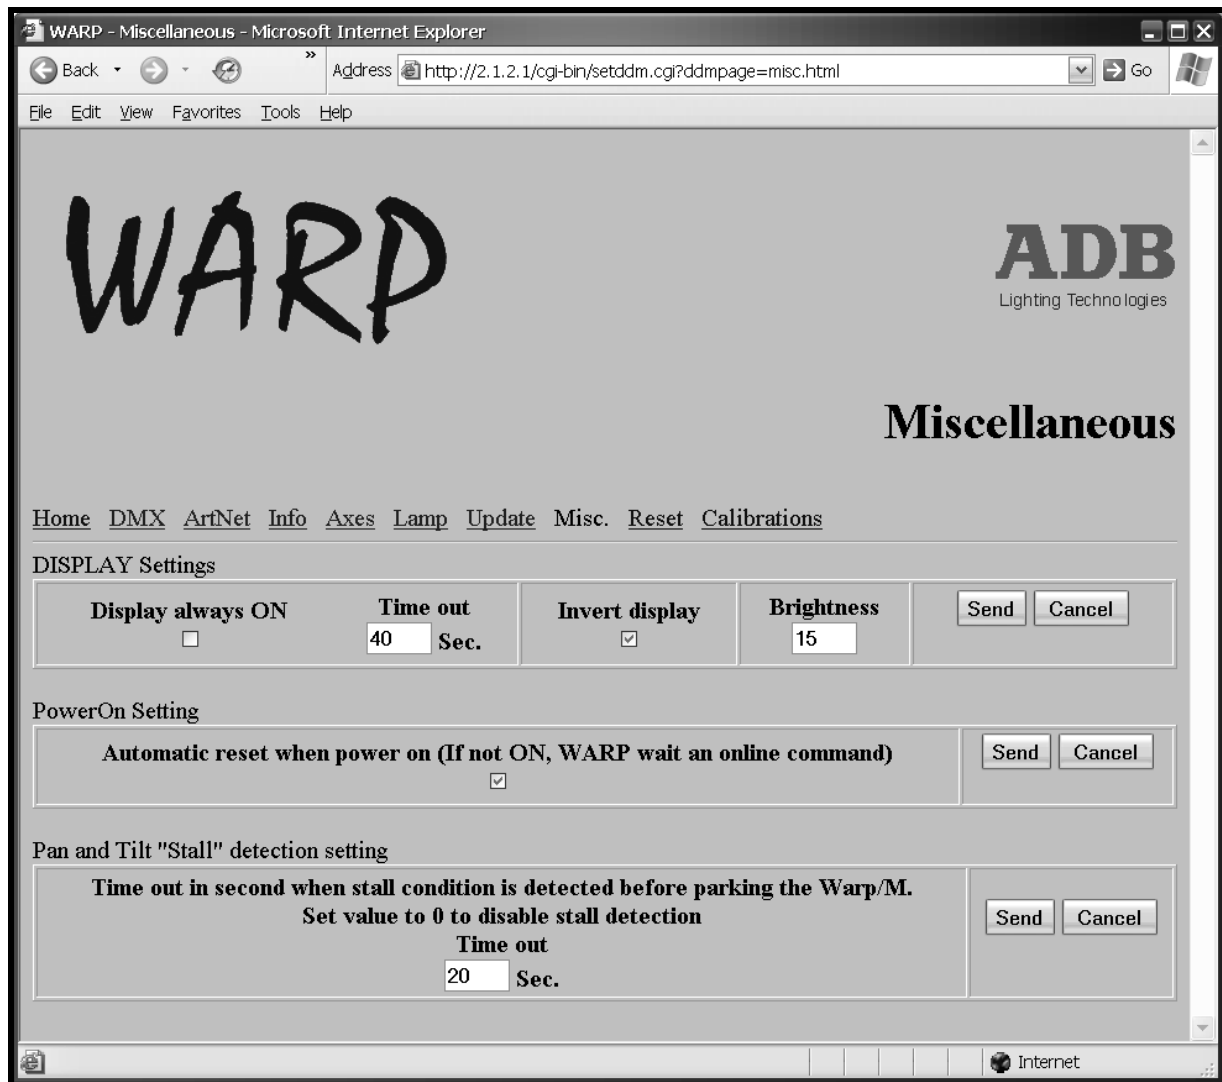 WARP - Miscellaneous - Microsoft Internet Explorer
Back » Address http://2.1.2.1/cgi-bin/setddm.cgi?ddmpage=misc.html Go
File Edit View Favorites Tools Help
WARP
ADB
Lighting Technologies
Miscellaneous
Home DMX ArtNet Info Axes Lamp Update Misc. Reset Calibrations
DISPLAY Settings
Display always ON Time out Invert display Brightness Send Cancel
40 Sec. 15
PowerOn Setting
Automatic reset when power on (If not ON, WARP wait an online command) Send Cancel
Pan and Tilt "Stall" detection setting
Time out in second when stall condition is detected before parking the Warp/M.
Set value to 0 to disable stall detection Send Cancel
Time out
20 Sec.
Internet